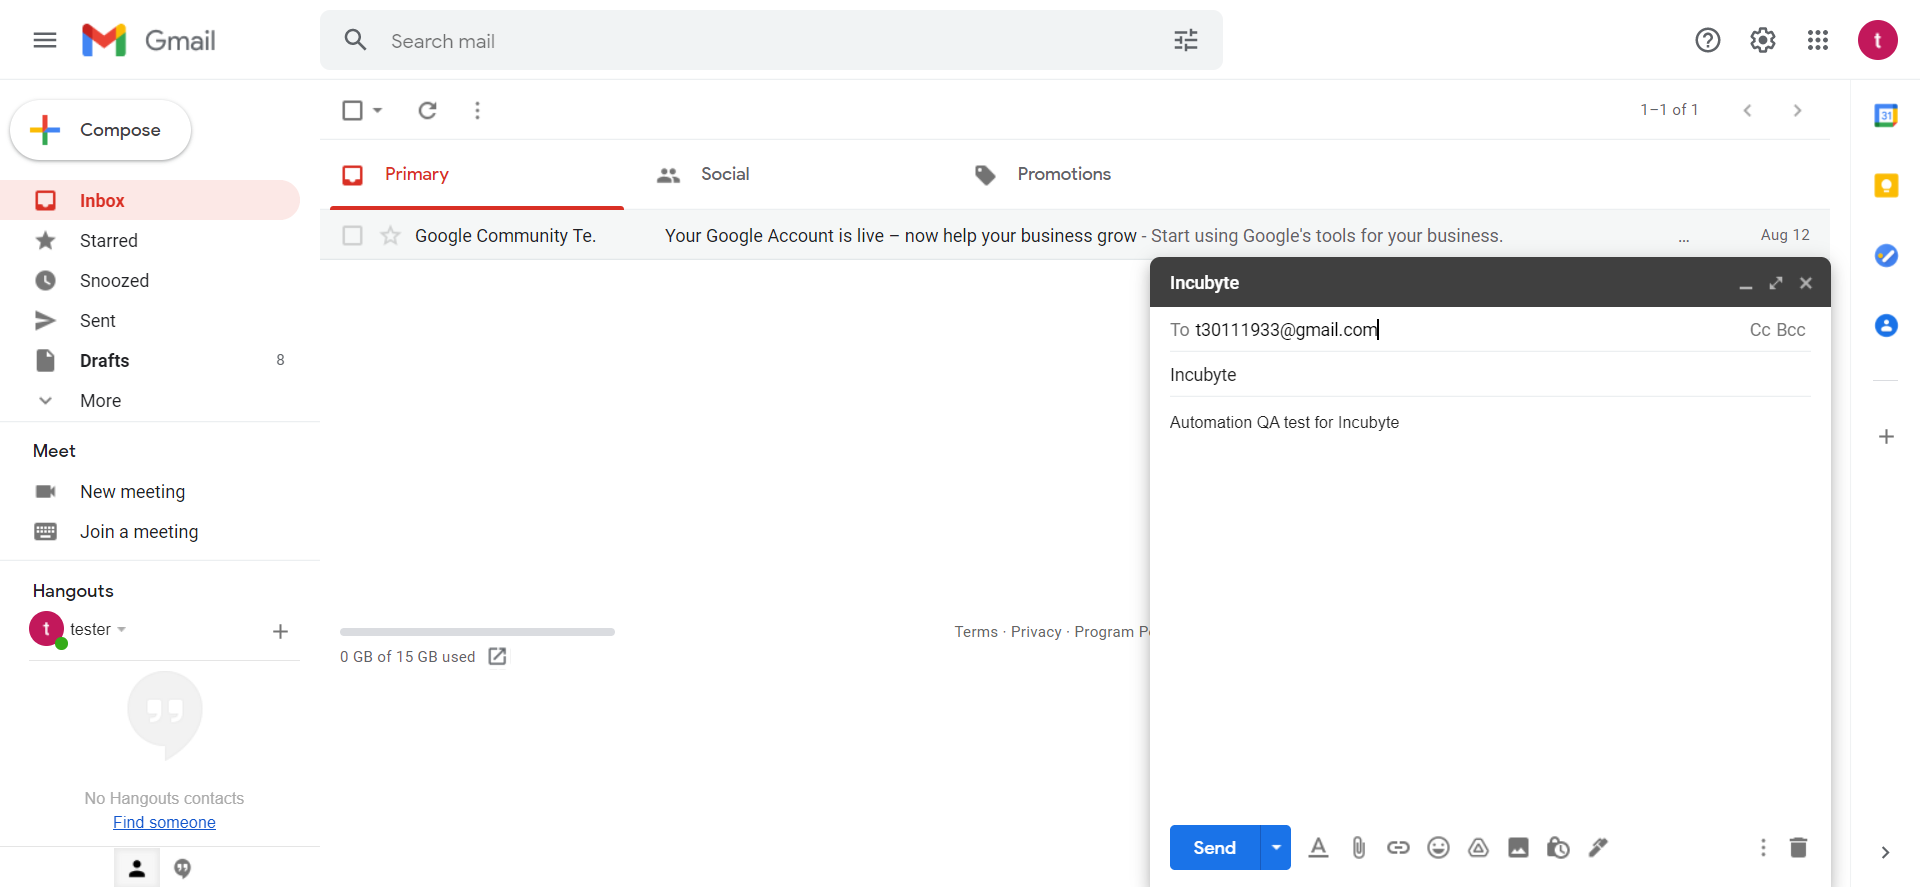 Gmail
Search mail
t
Compose
1–1 of 1
31
Primary
Social
Promotions
Inbox
Starred
Snoozed
Sent
Drafts
8
More
Google Community Te.
Your Google Account is live – now help your business grow - Start using Google's tools for your business.
...
Aug 12
Incubyte
To t30111933@gmail.com
Cc Bcc
Incubyte
Automation QA test for Incubyte
Meet
New meeting
Join a meeting
Hangouts
t
tester
0 GB of 15 GB used
Terms · Privacy · Program
No Hangouts contacts
Find someone
Send